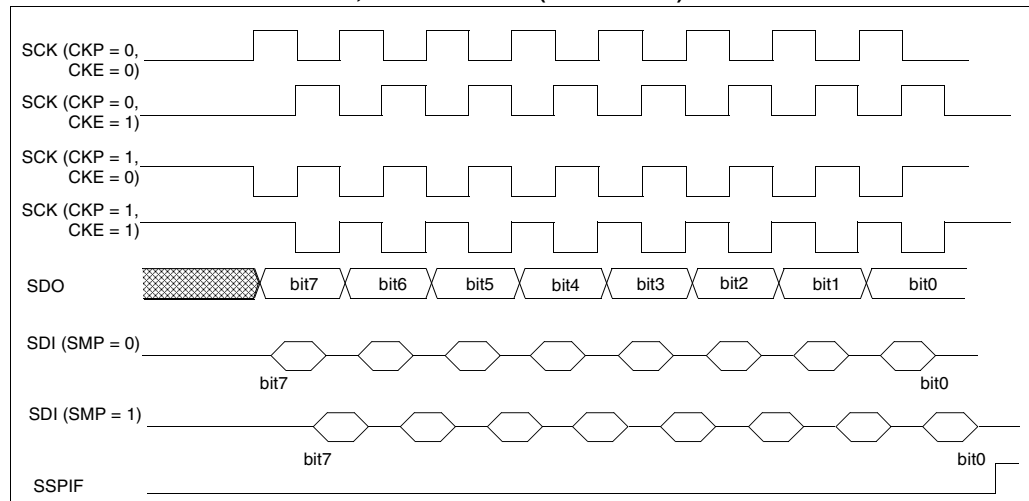 SCK (CKP = 0,
CKE = 0)
SCK (CKP = 0,
CKE = 1)
SCK (CKP = 1,
CKE = 0)
SCK (CKP = 1,
CKE = 1)
SDO bit7 bit6 bit5 bit4 bit3 bit2 bit1 bit0
SDI (SMP = 0)
bit7 bit0
SDI (SMP = 1)
bit7 bit0
SSPIF